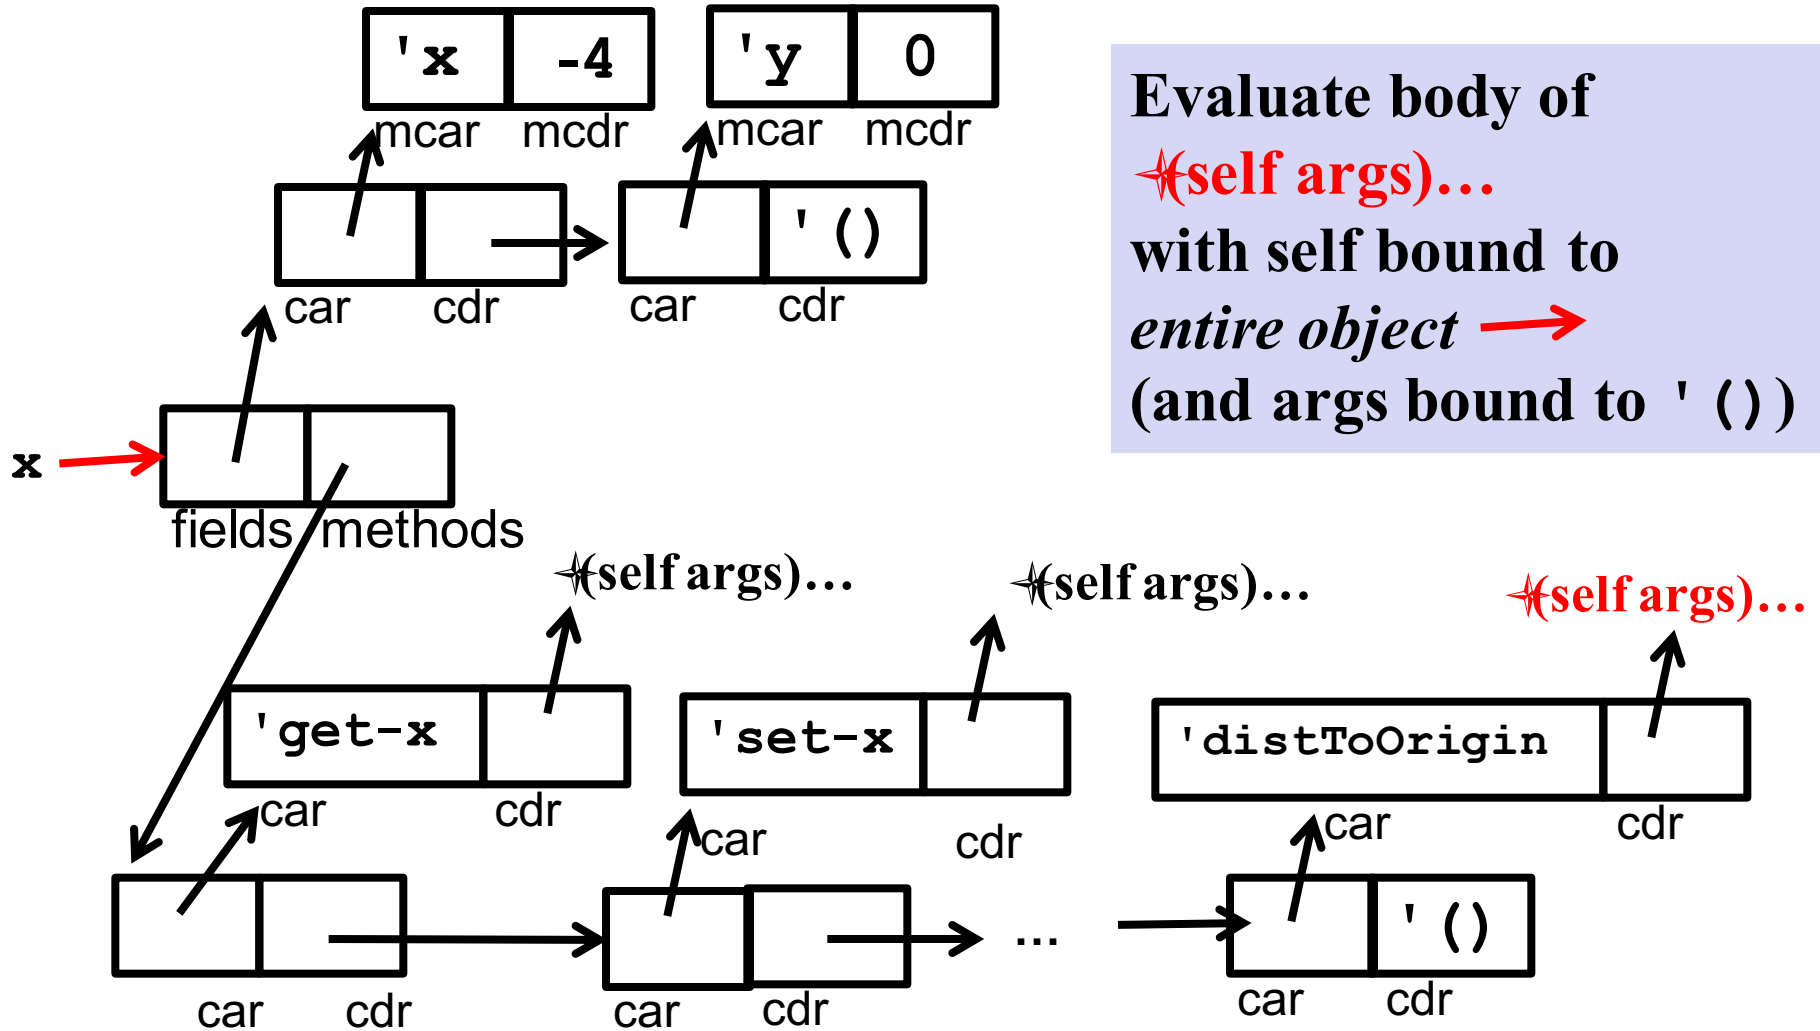 'x -4 'y 0
mcar mcdr mcar mcdr
Evaluate body of
(self args)…
with self bound to
entire object
(and args bound to '())
'()
car cdr car cdr
x
fields methods
(self args)… (self args)… (self args)…
'get-x 'set-x 'distToOrigin
car cdr car cdr car cdr
… '()
car cdr car cdr car cdr